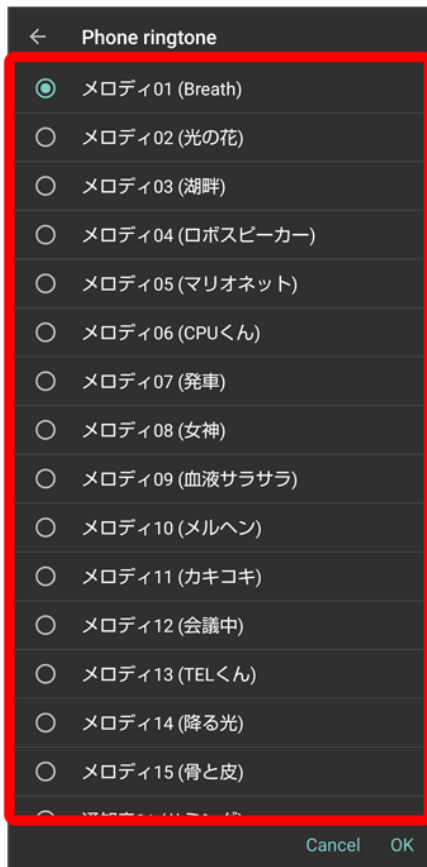 Phone ringtone
メロディ01 (Breath)
メロディ02 (光の花)
メロディ03 (湖畔)
メロディ04 (ロボスピーカー)
メロディ05 (マリオネット)
メロディ06 (CPUくん)
メロディ07 (発車)
メロディ08 (女神)
メロディ09 (血液サラサラ)
メロディ10 (メルヘン)
メロディ11 (カキコキ)
メロディ12 (会議中)
メロディ13 (TELくん)
メロディ14 (降る光)
メロディ15 (骨と皮)
Cancel OK